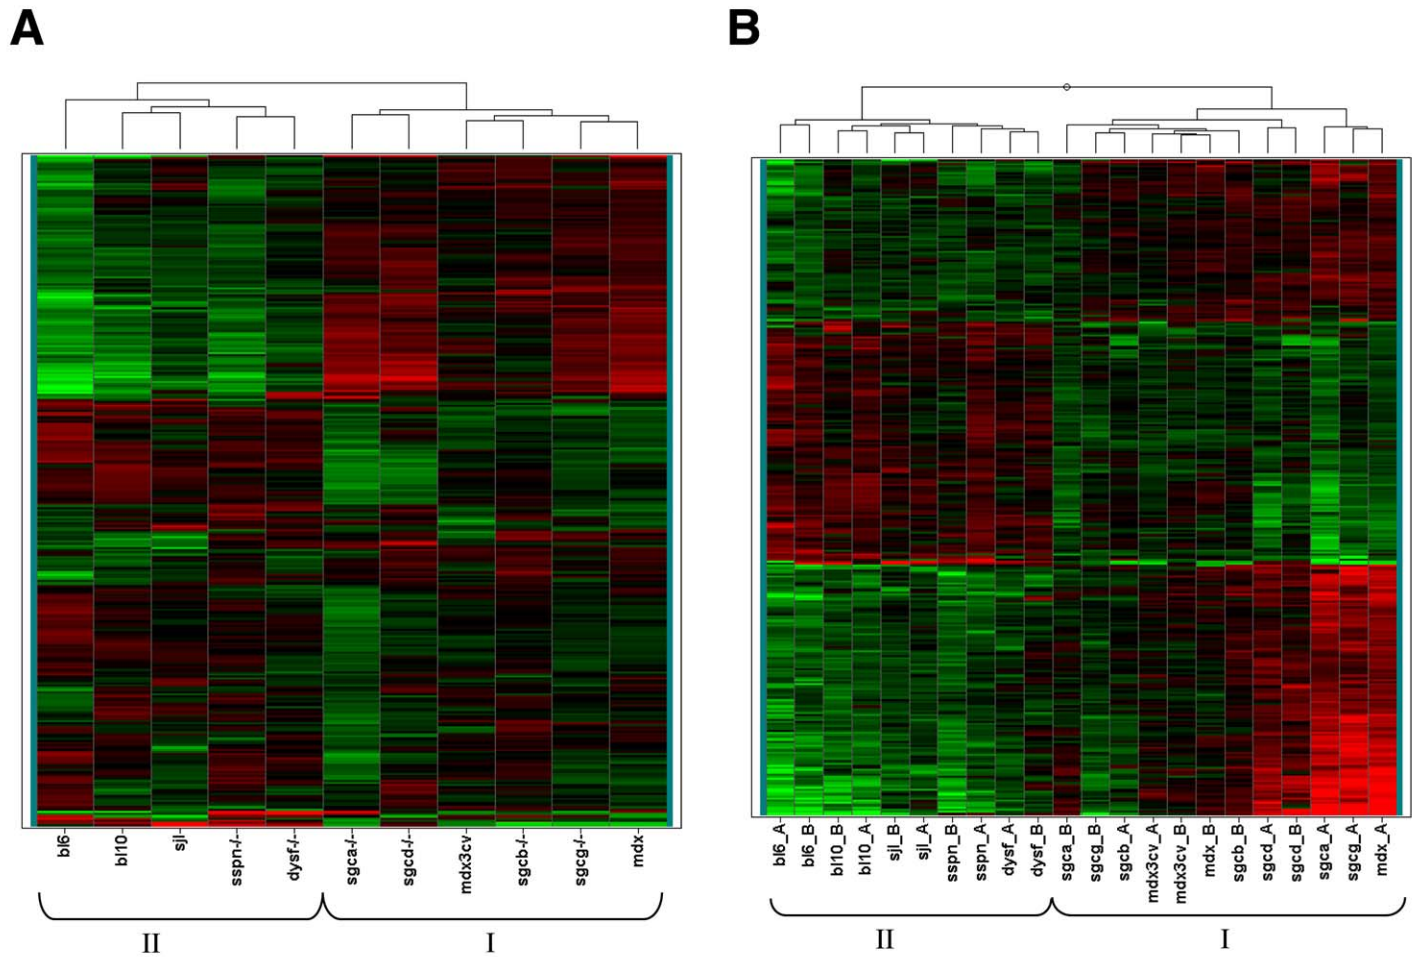 A
B
bl6
bl10
sjl
sspn-/-
dysf-/-
sgca-/-
sgcd-/-
mdx3cv
sgcb-/-
sgcg-/-
mdx
II
I
bl6_A
bl6_B
bl10_B
bl10_A
sjl_B
sjl_A
sspn_B
sspn_A
dysf_A
dysf_B
sgca_B
sgcg_B
sgcb_A
mdx3cv_A
mdx3cv_B
mdx_B
sgcb_B
sgcd_A
sgcd_B
sgca_A
sgcg_A
mdx_A
II
I